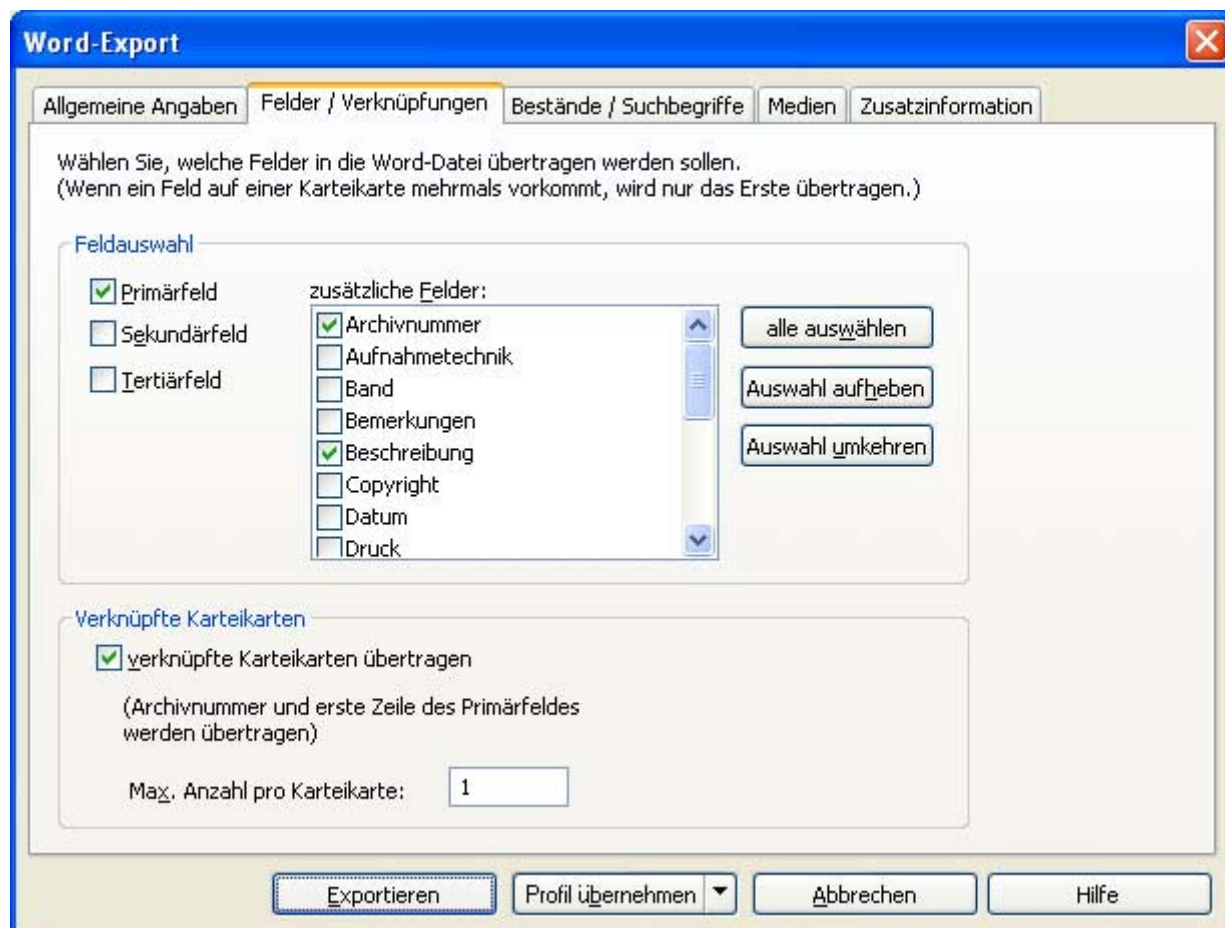 Word-Export
Allgemeine Angaben
Felder / Verknüpfungen
Bestände / Suchbegriffe
Medien
Zusatzinformation
Wählen Sie, welche Felder in die Word-Datei übertragen werden sollen.
(Wenn ein Feld auf einer Karteikarte mehrmals vorkommt, wird nur das Erste übertragen.)
Feldauswahl
Primärfeld
Sekundärfeld
Tertiärfeld
zusätzliche Felder:
Archivnummer
Aufnahmetechnik
Band
Bemerkungen
Beschreibung
Copyright
Datum
Druck
alle auswählen
Auswahl aufheben
Auswahl umkehren
Verknüpfte Karteikarten
verknüpfte Karteikarten übertragen
(Archivnummer und erste Zeile des Primärfeldes
werden übertragen)
Max. Anzahl pro Karteikarte: 1
Exportieren
Profil übernehmen
Abbrechen
Hilfe